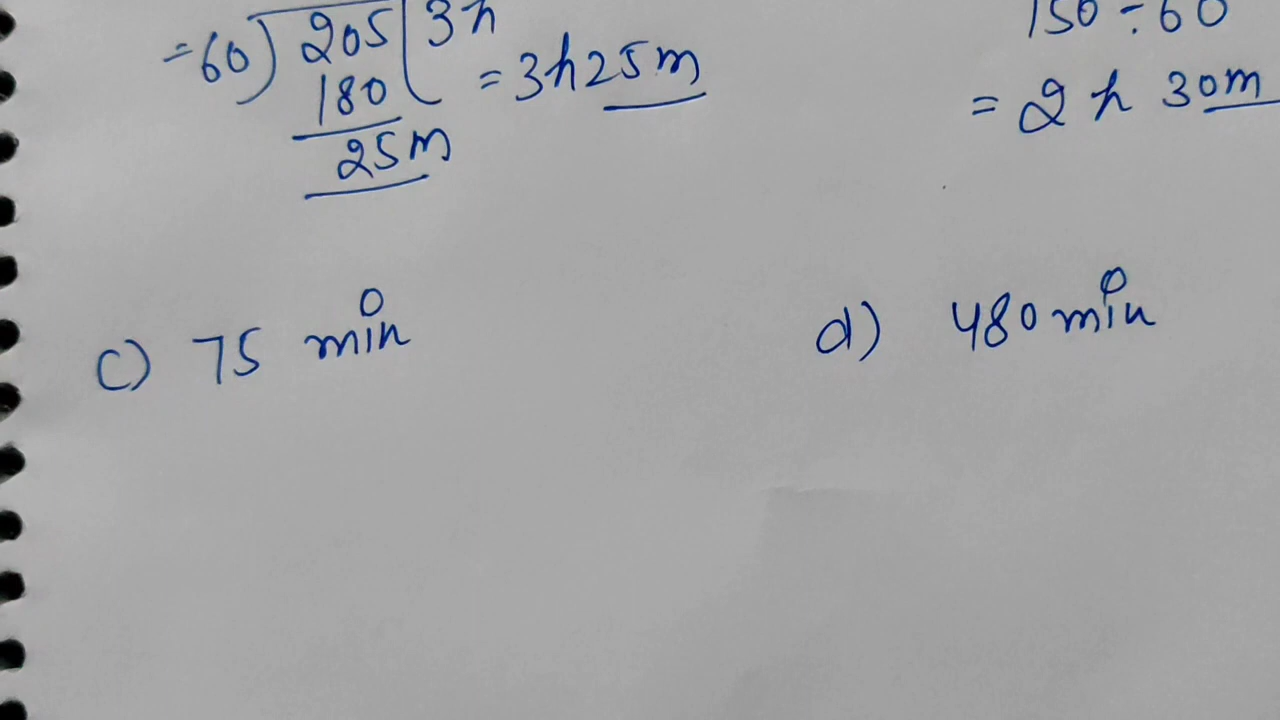 =60) 205 (3h
180
25m
= 3h25m
150÷60
= 2h 30m
c) 75 min
d) 480 min